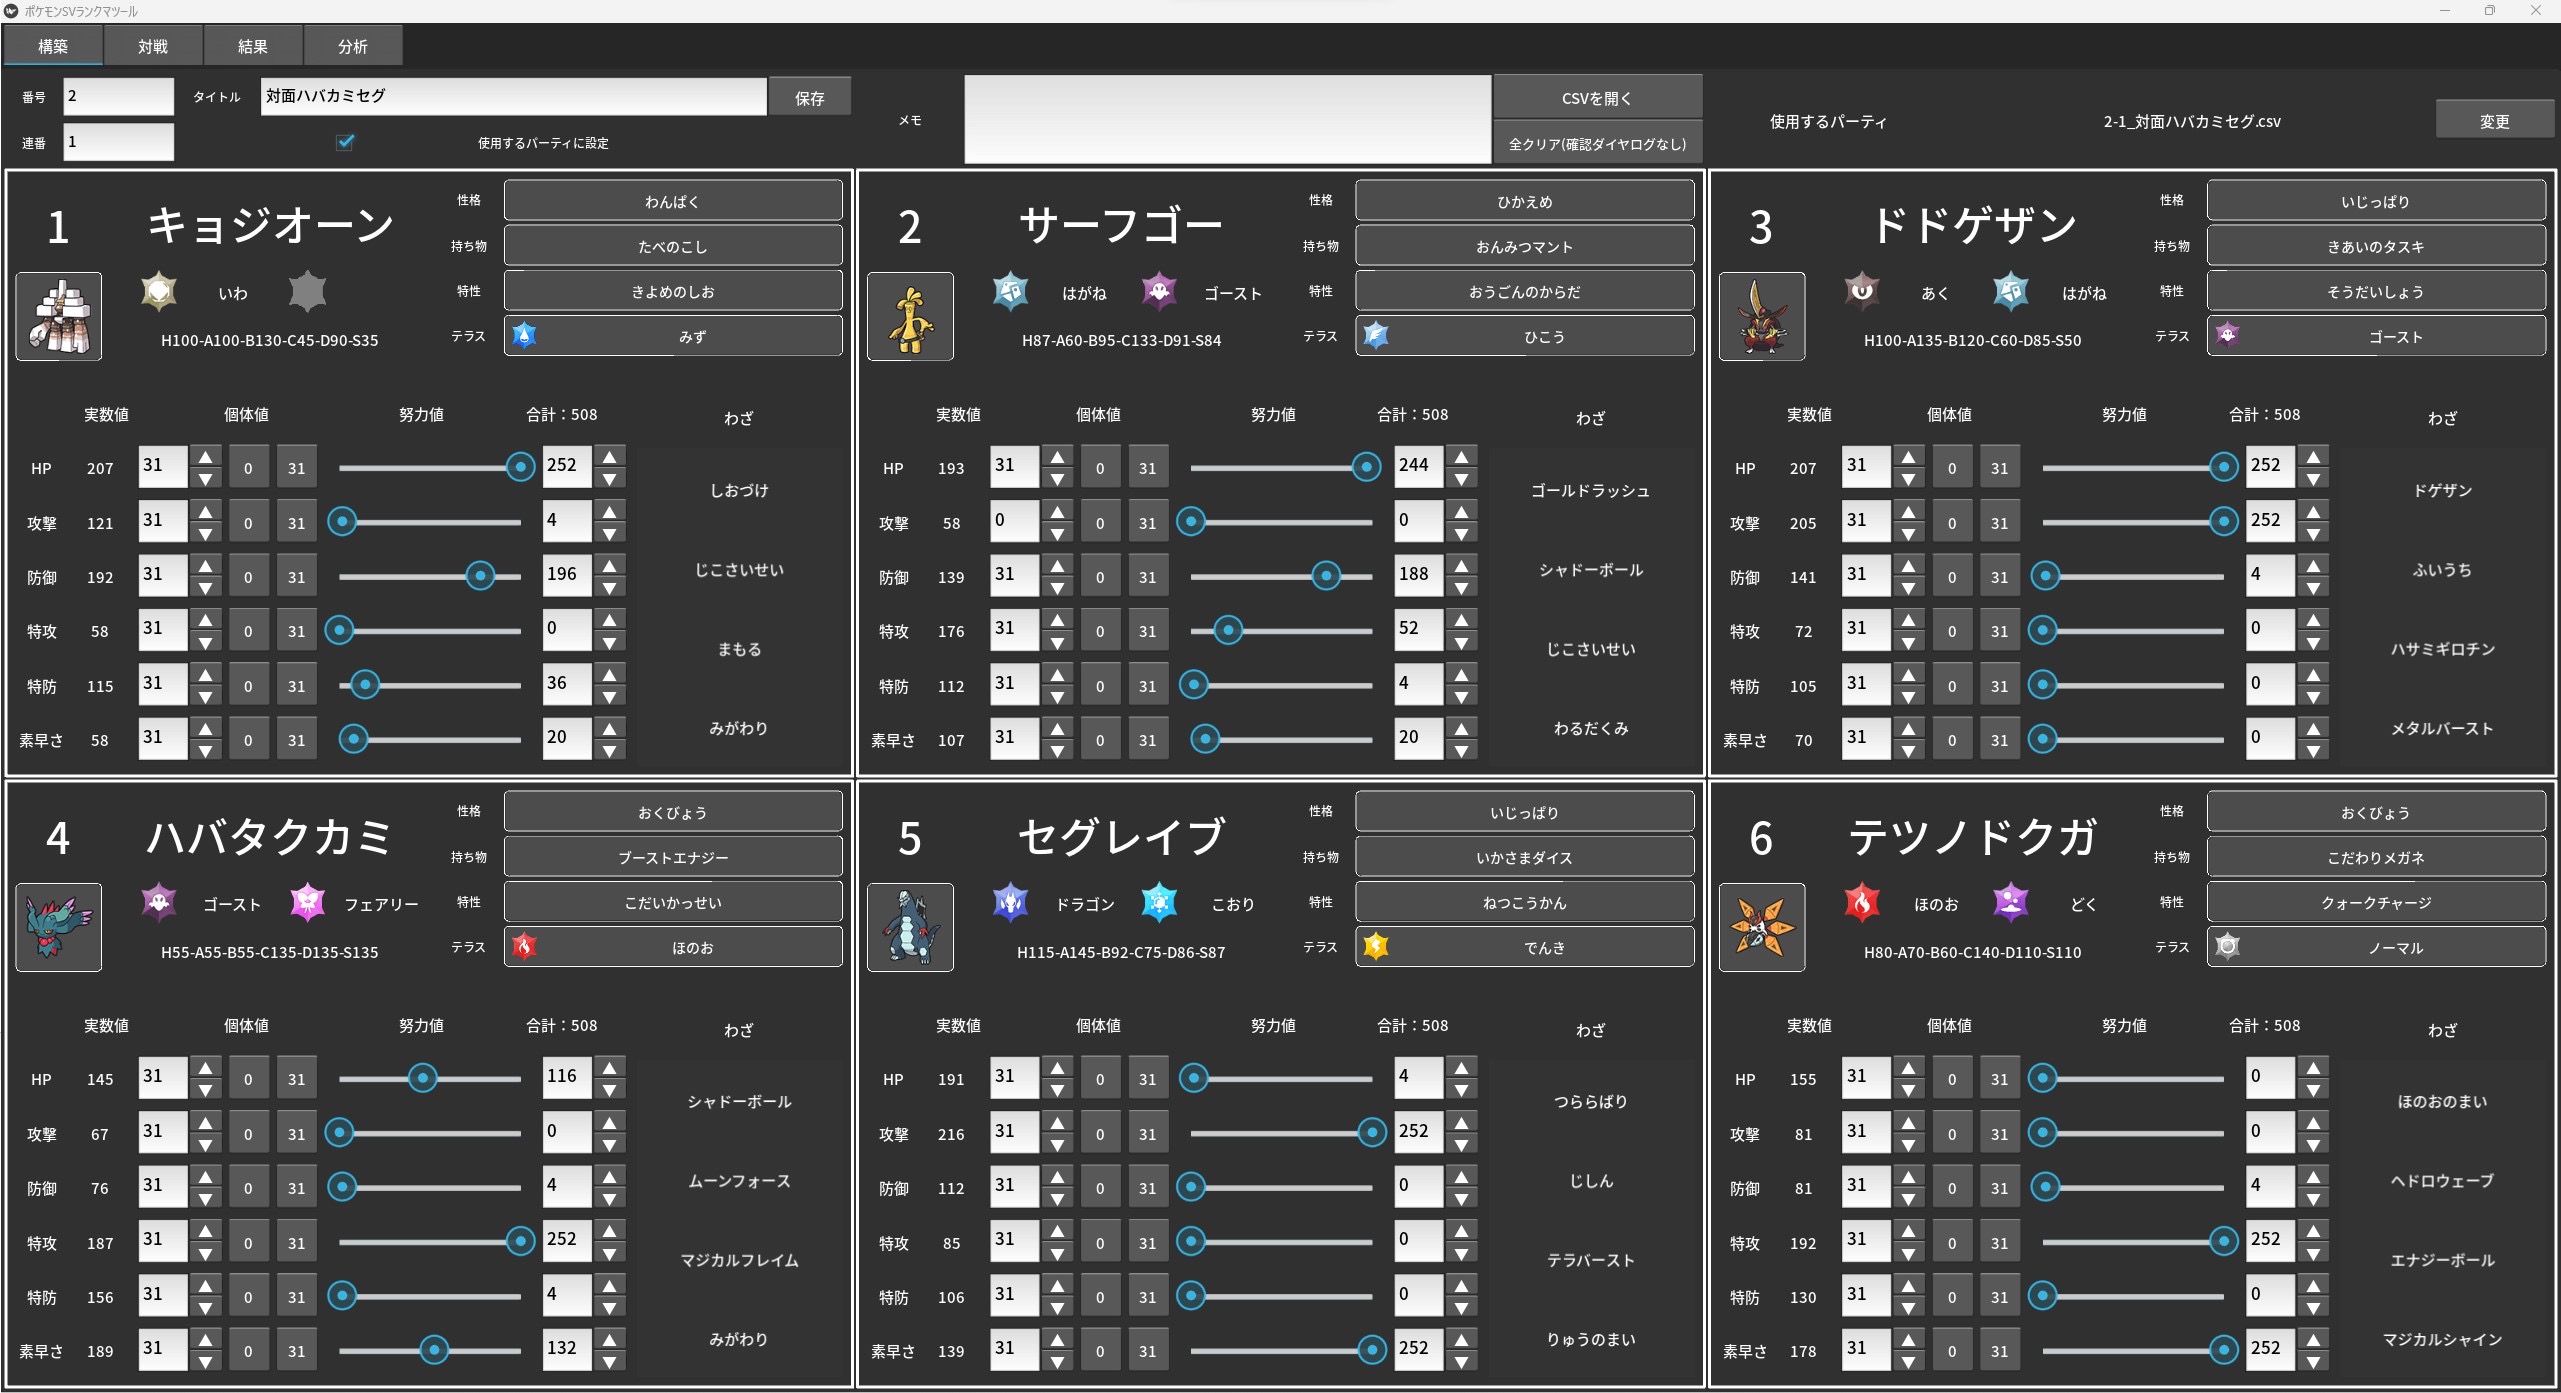 ポケモンSVランクマツール
構築 対戦 結果 分析
番号 2 タイトル 対面ハバカミセグ 保存
連番 1 使用するパーティに設定
メモ
CSVを開く
全クリア(確認ダイヤログなし)
使用するパーティ 2-1_対面ハバカミセグ.csv 変更
1 キョジオーン
いわ
H100-A100-B130-C45-D90-S35
性格 わんぱく
持ち物 たべのこし
特性 きよめのしお
テラス みず
実数値 個体値 努力値 合計：508 わざ
HP 207 31 0 31 252
攻撃 121 31 0 31 4
防御 192 31 0 31 196
特攻 58 31 0 31 0
特防 115 31 0 31 36
素早さ 58 31 0 31 20
しおづけ
じこさいせい
まもる
みがわり
2 サーフゴー
はがね ゴースト
H87-A60-B95-C133-D91-S84
性格 ひかえめ
持ち物 おんみつマント
特性 おうごんのからだ
テラス ひこう
実数値 個体値 努力値 合計：508 わざ
HP 193 31 0 31 244
攻撃 58 0 0 31 0
防御 139 31 0 31 188
特攻 176 31 0 31 52
特防 112 31 0 31 4
素早さ 107 31 0 31 20
ゴールドラッシュ
シャドーボール
じこさいせい
わるだくみ
3 ドドゲザン
あく はがね
H100-A135-B120-C60-D85-S50
性格 いじっぱり
持ち物 きあいのタスキ
特性 そうだいしょう
テラス ゴースト
実数値 個体値 努力値 合計：508 わざ
HP 207 31 0 31 252
攻撃 205 31 0 31 252
防御 141 31 0 31 4
特攻 72 31 0 31 0
特防 105 31 0 31 0
素早さ 70 31 0 31 0
ドゲザン
ふいうち
ハサミギロチン
メタルバースト
4 ハバタクカミ
ゴースト フェアリー
H55-A55-B55-C135-D135-S135
性格 おくびょう
持ち物 ブーストエナジー
特性 こだいかっせい
テラス ほのお
実数値 個体値 努力値 合計：508 わざ
HP 145 31 0 31 116
攻撃 67 31 0 31 0
防御 76 31 0 31 4
特攻 187 31 0 31 252
特防 156 31 0 31 4
素早さ 189 31 0 31 132
シャドーボール
ムーンフォース
マジカルフレイム
みがわり
5 セグレイブ
ドラゴン こおり
H115-A145-B92-C75-D86-S87
性格 いじっぱり
持ち物 いかさまダイス
特性 ねつこうかん
テラス でんき
実数値 個体値 努力値 合計：508 わざ
HP 191 31 0 31 4
攻撃 216 31 0 31 252
防御 112 31 0 31 0
特攻 85 31 0 31 0
特防 106 31 0 31 0
素早さ 139 31 0 31 252
つららばり
じしん
テラバースト
りゅうのまい
6 テツノドクガ
ほのお どく
H80-A70-B60-C140-D110-S110
性格 おくびょう
持ち物 こだわりメガネ
特性 クォークチャージ
テラス ノーマル
実数値 個体値 努力値 合計：508 わざ
HP 155 31 0 31 0
攻撃 81 31 0 31 0
防御 81 31 0 31 4
特攻 192 31 0 31 252
特防 130 31 0 31 0
素早さ 178 31 0 31 252
ほのおのまい
ヘドロウェーブ
エナジーボール
マジカルシャイン